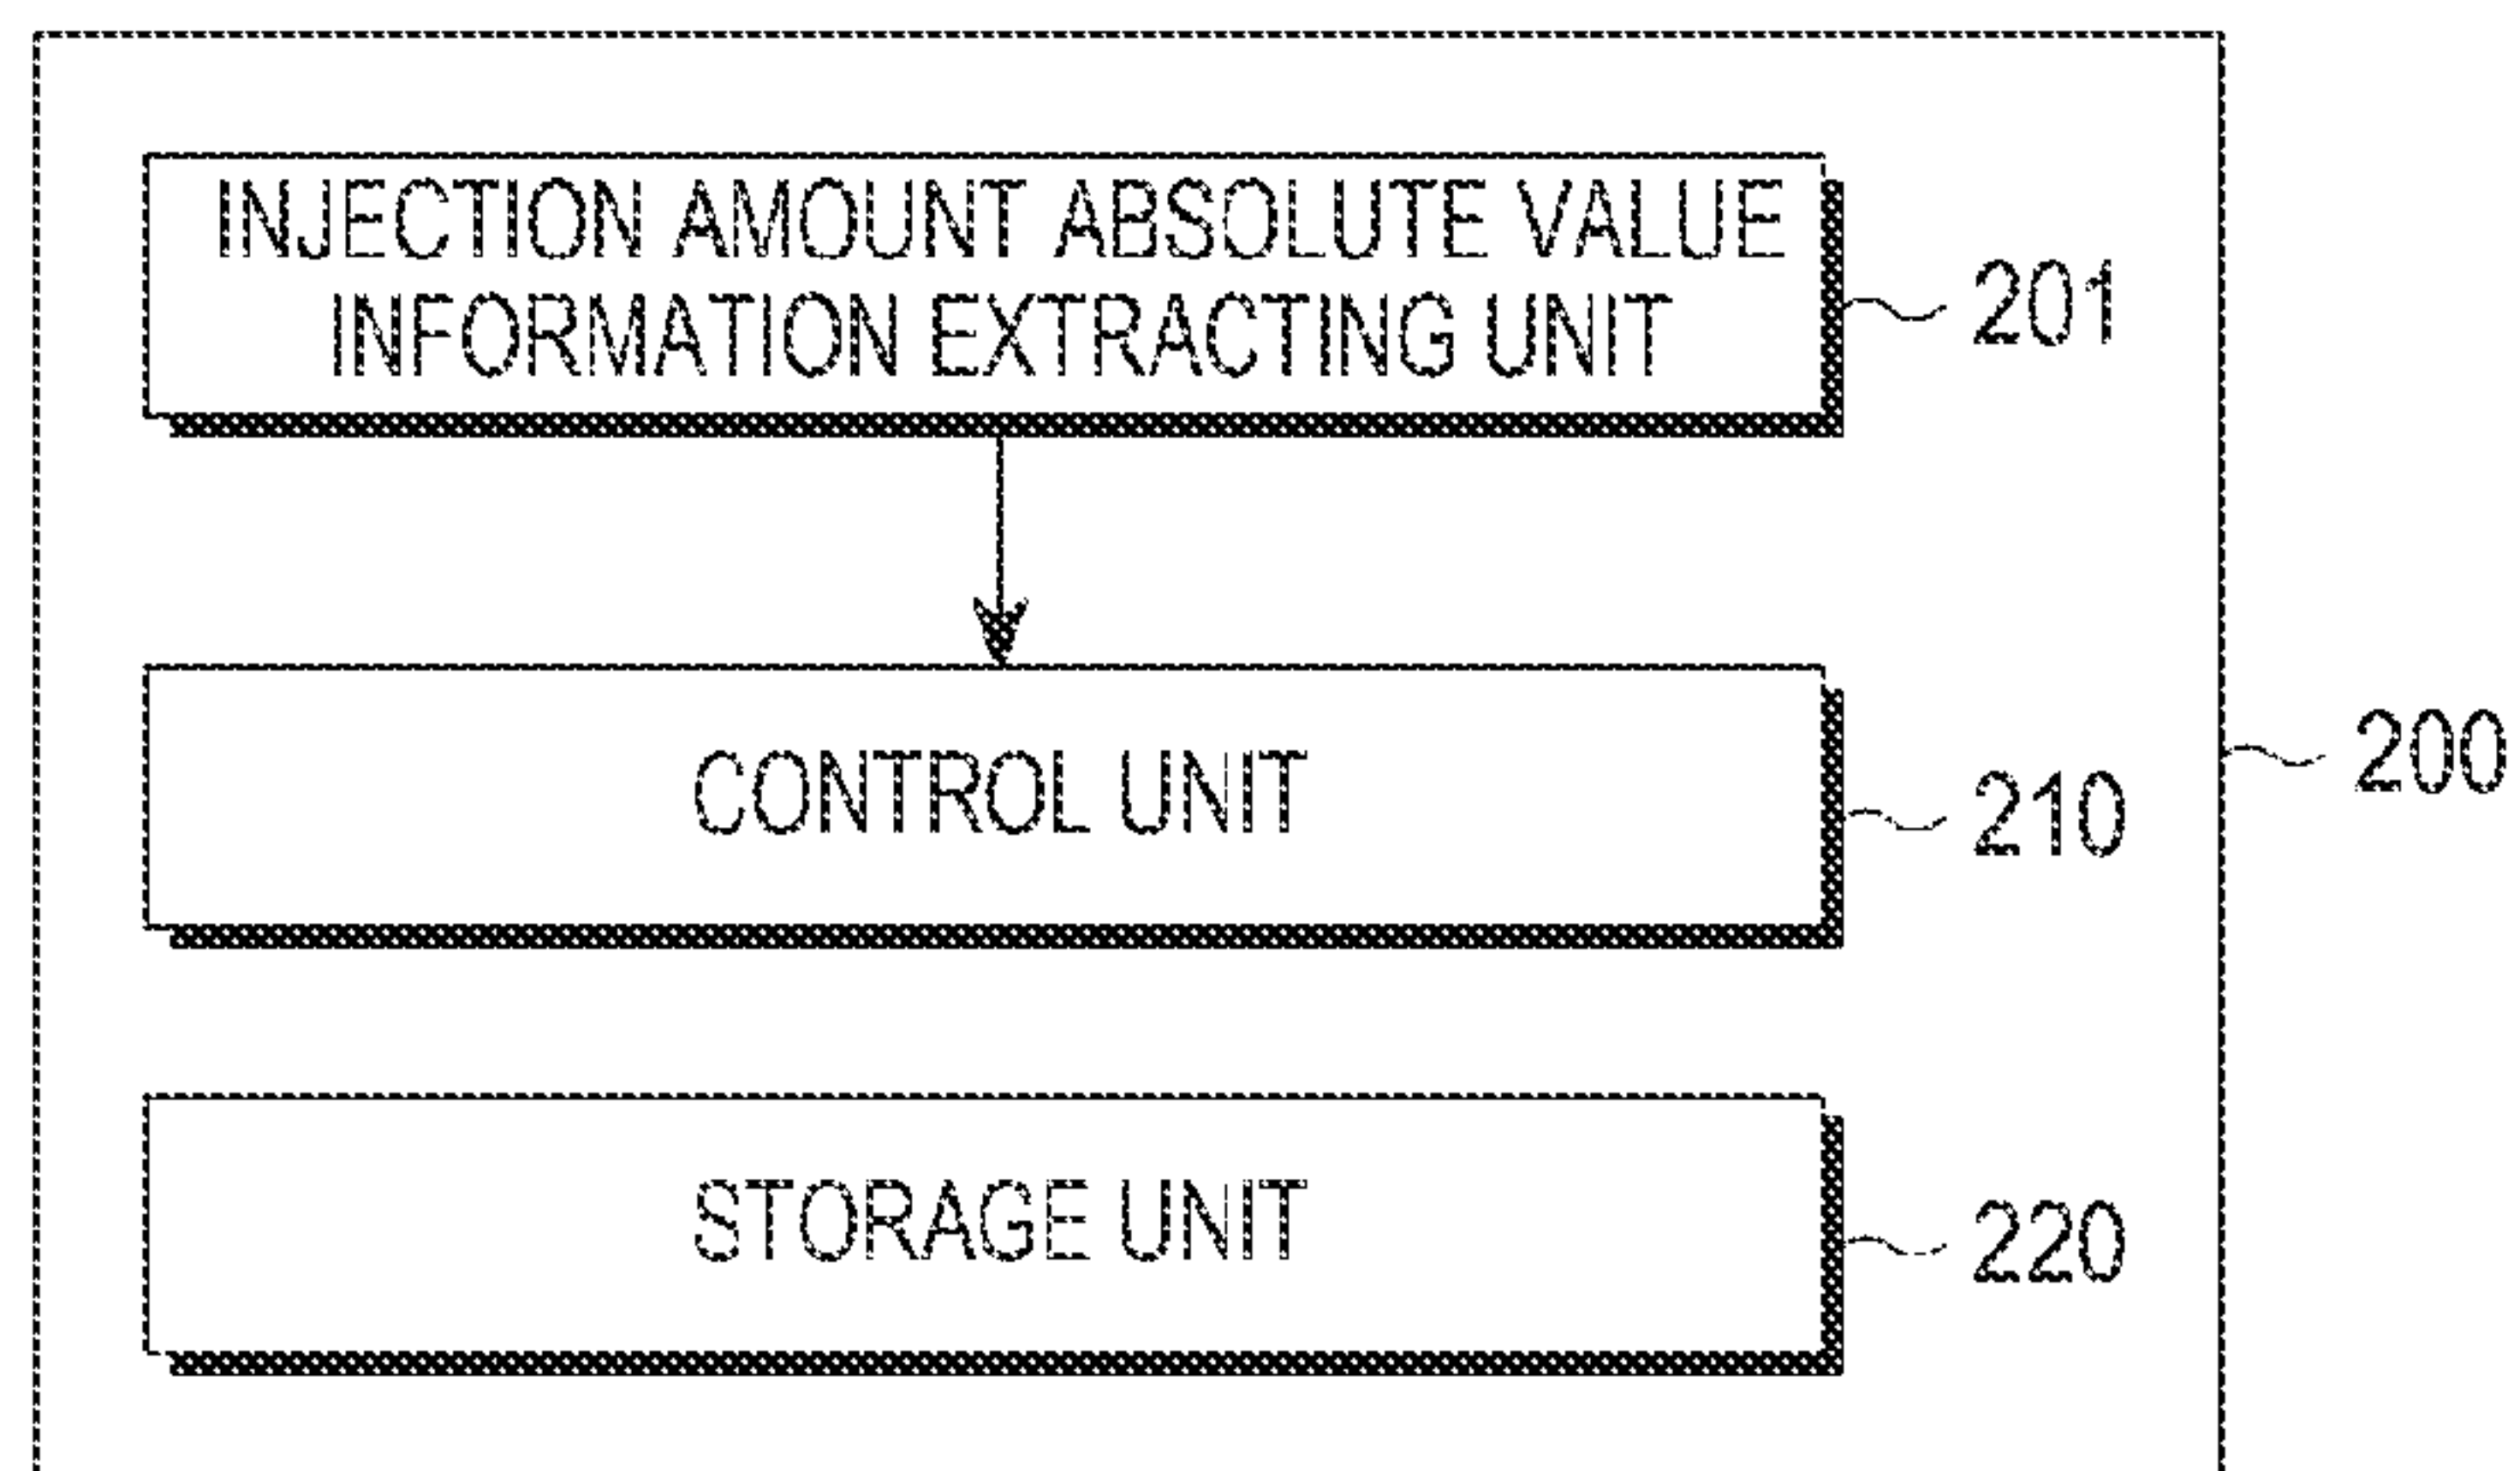 INJECTION AMOUNT ABSOLUTE VALUE
INFORMATION EXTRACTING UNIT
201
CONTROL UNIT
210
200
STORAGE UNIT
220